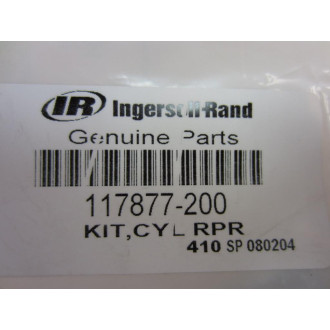 IR Ingersoll-Rand
Genuine Parts
117877-200
KIT,CYL RPR
410 SP 080204